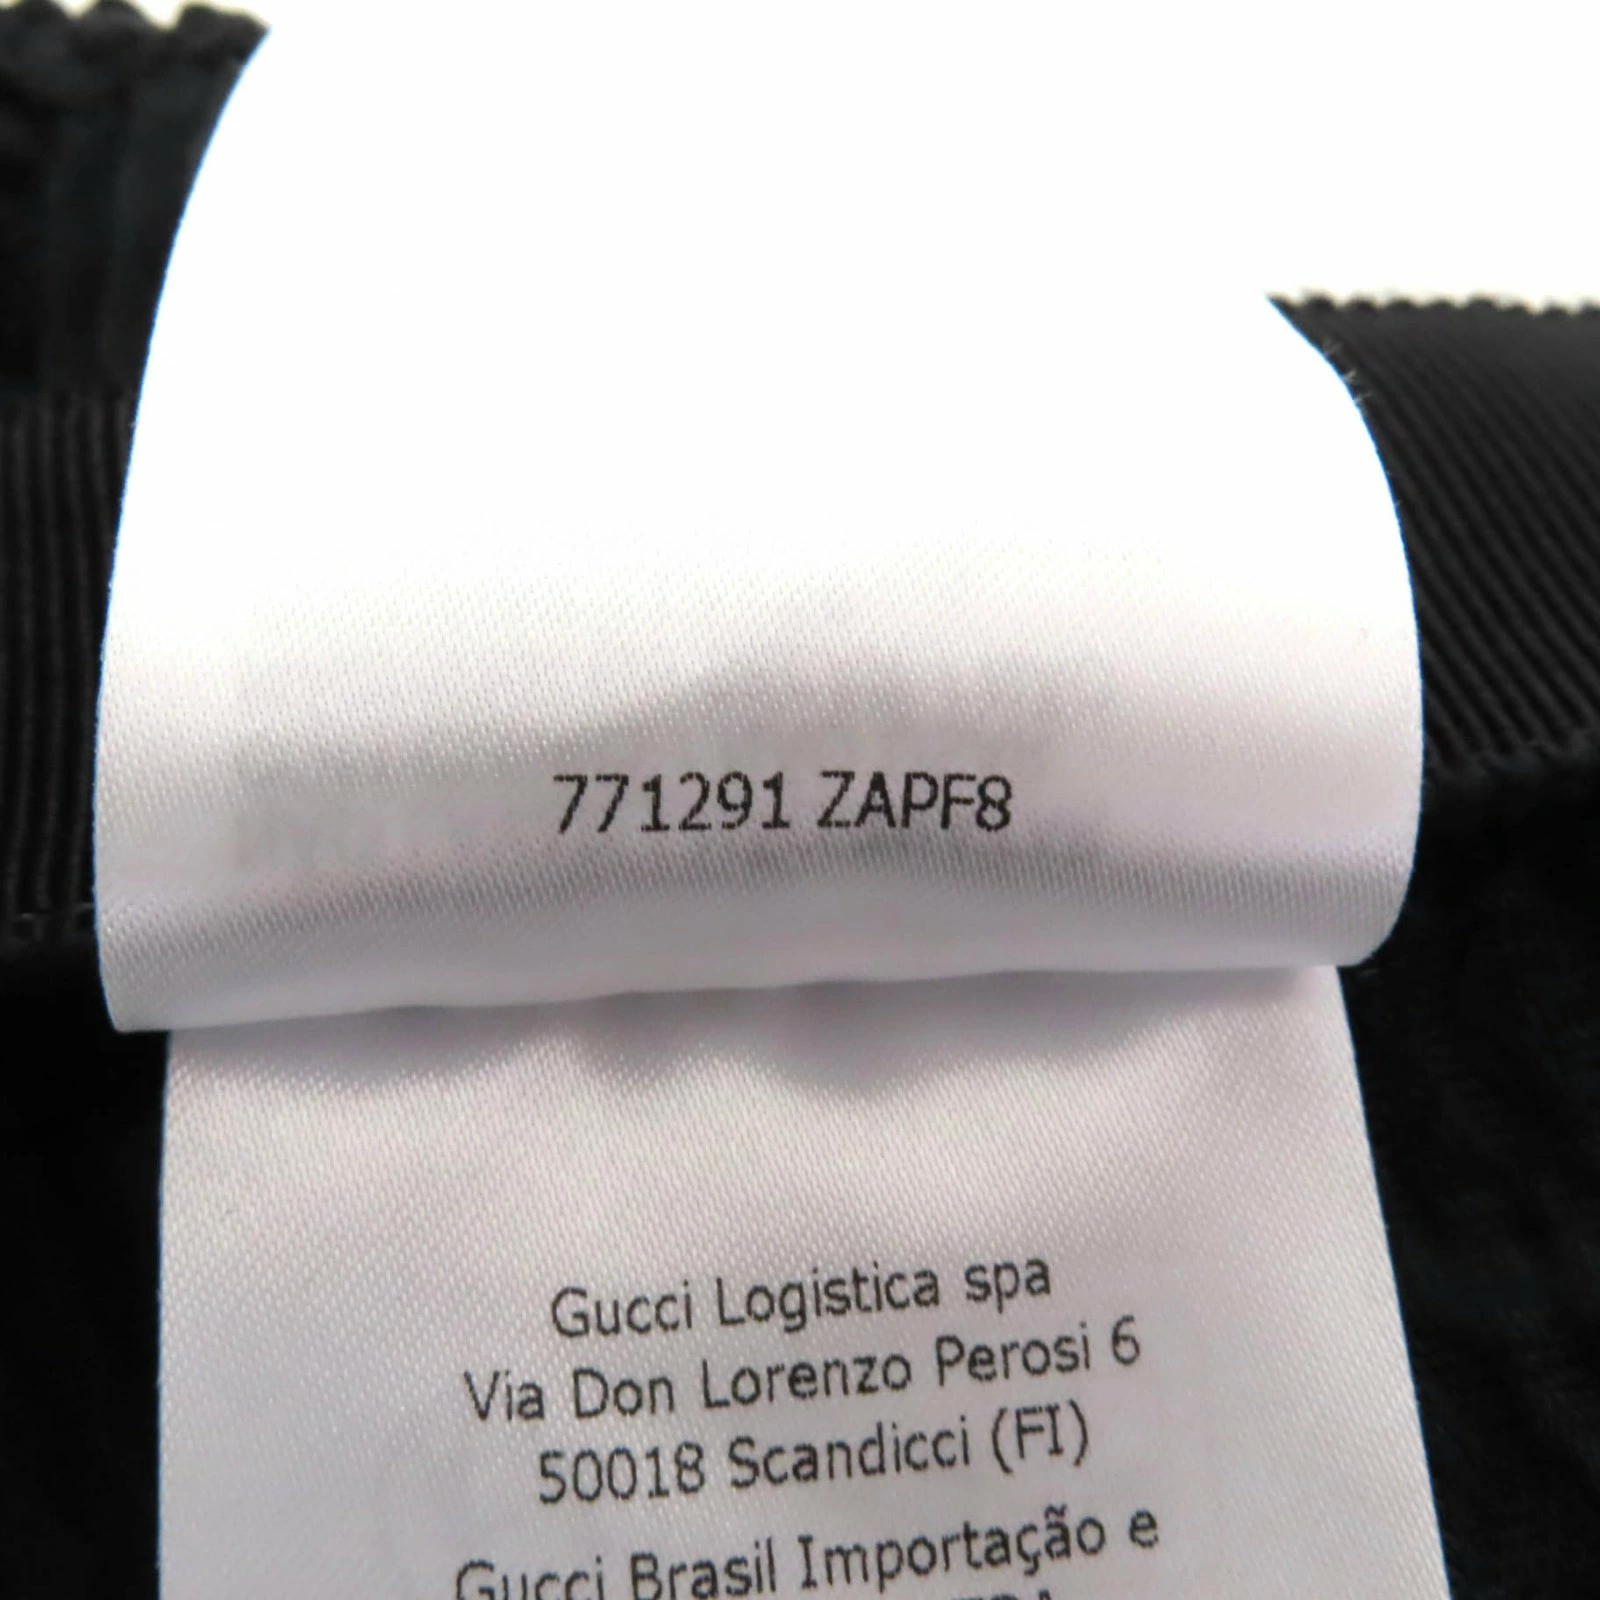 771291 ZAPF8
Gucci Logistica spa
Via Don Lorenzo Perosi 6
50018 Scandicci (FI)
Gucci Brasil Importação e